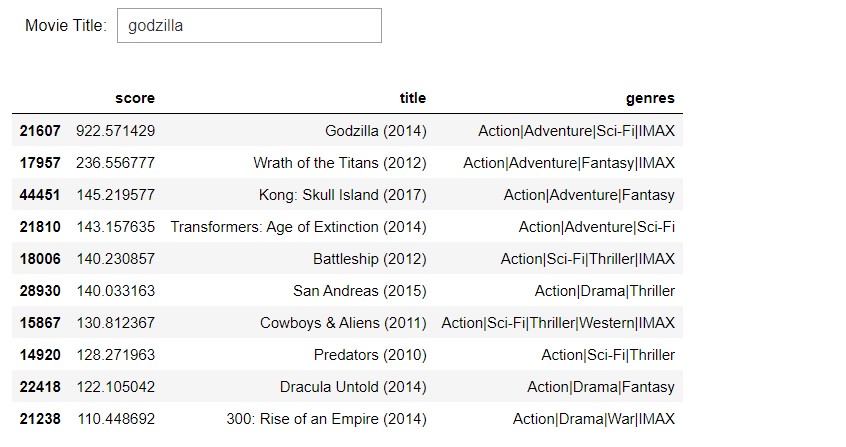 Movie Title: godzilla
score title genres
21607 922.571429 Godzilla (2014) Action|Adventure|Sci-Fi|IMAX
17957 236.556777 Wrath of the Titans (2012) Action|Adventure|Fantasy|IMAX
44451 145.219577 Kong: Skull Island (2017) Action|Adventure|Fantasy
21810 143.157635 Transformers: Age of Extinction (2014) Action|Adventure|Sci-Fi
18006 140.230857 Battleship (2012) Action|Sci-Fi|Thriller|IMAX
28930 140.033163 San Andreas (2015) Action|Drama|Thriller
15867 130.812367 Cowboys & Aliens (2011) Action|Sci-Fi|Thriller|Western|IMAX
14920 128.271963 Predators (2010) Action|Sci-Fi|Thriller
22418 122.105042 Dracula Untold (2014) Action|Drama|Fantasy
21238 110.448692 300: Rise of an Empire (2014) Action|Drama|War|IMAX